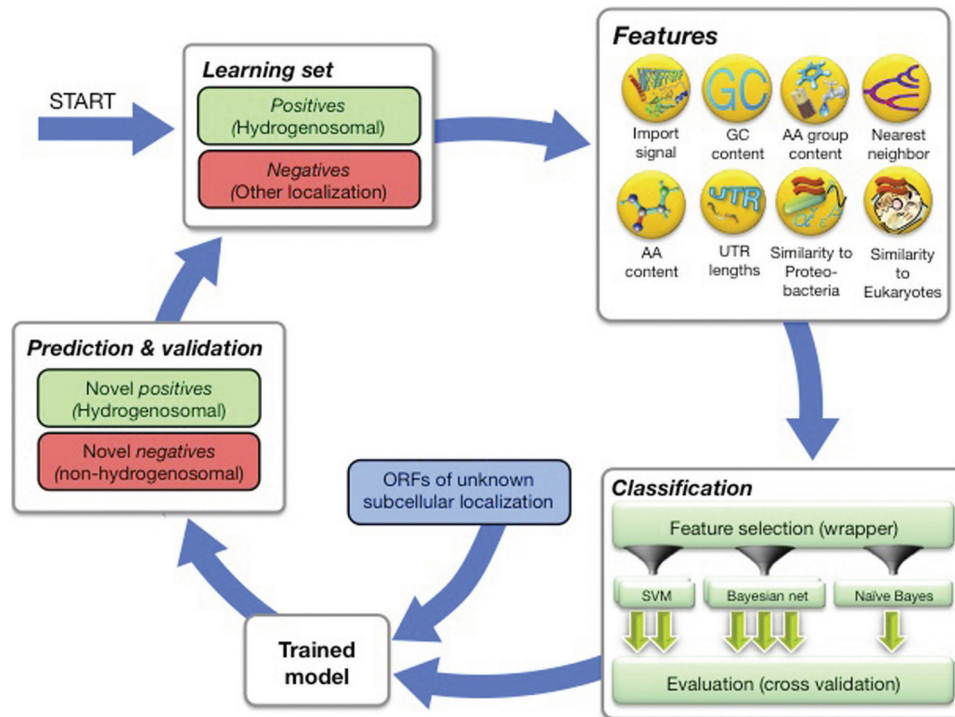 START
Learning set
Positives
(Hydrogenosomal)
Negatives
(Other localization)
Features
GC
UTR
Import
signal
GC
content
AA group
content
Nearest
neighbor
AA
content
UTR
lengths
Similarity to
Proteo-
bacteria
Similarity
to
Eukaryotes
Prediction & validation
Novel positives
(Hydrogenosomal)
Novel negatives
(non-hydrogenosomal)
ORFs of unknown
subcellular localization
Trained
model
Classification
Feature selection (wrapper)
SVM
Bayesian net
Naïve Bayes
Evaluation (cross validation)